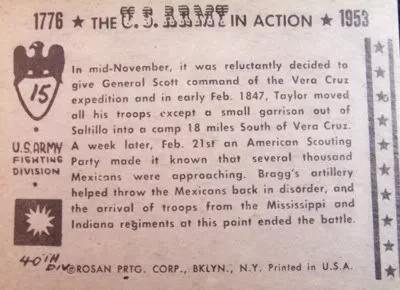 1776 ★ THE U.S. ARMY IN ACTION ★ 1953
15
U.S. ARMY
FIGHTING
DIVISION
40TH
DIV
In mid-November, it was reluctantly decided to
give General Scott command of the Vera Cruz
expedition and in early Feb. 1847, Taylor moved
all his troops except a small garrison out of
Saltillo into a camp 18 miles South of Vera Cruz.
A week later, Feb. 21st an American Scouting
Party made it known that several thousand
Mexicans were approaching. Bragg's artillery
helped throw the Mexicans back in disorder, and
the arrival of troops from the Mississippi and
Indiana regiments at this point ended the battle.
©ROSAN PRTG. CORP., BKLYN., N.Y. Printed in U.S.A.